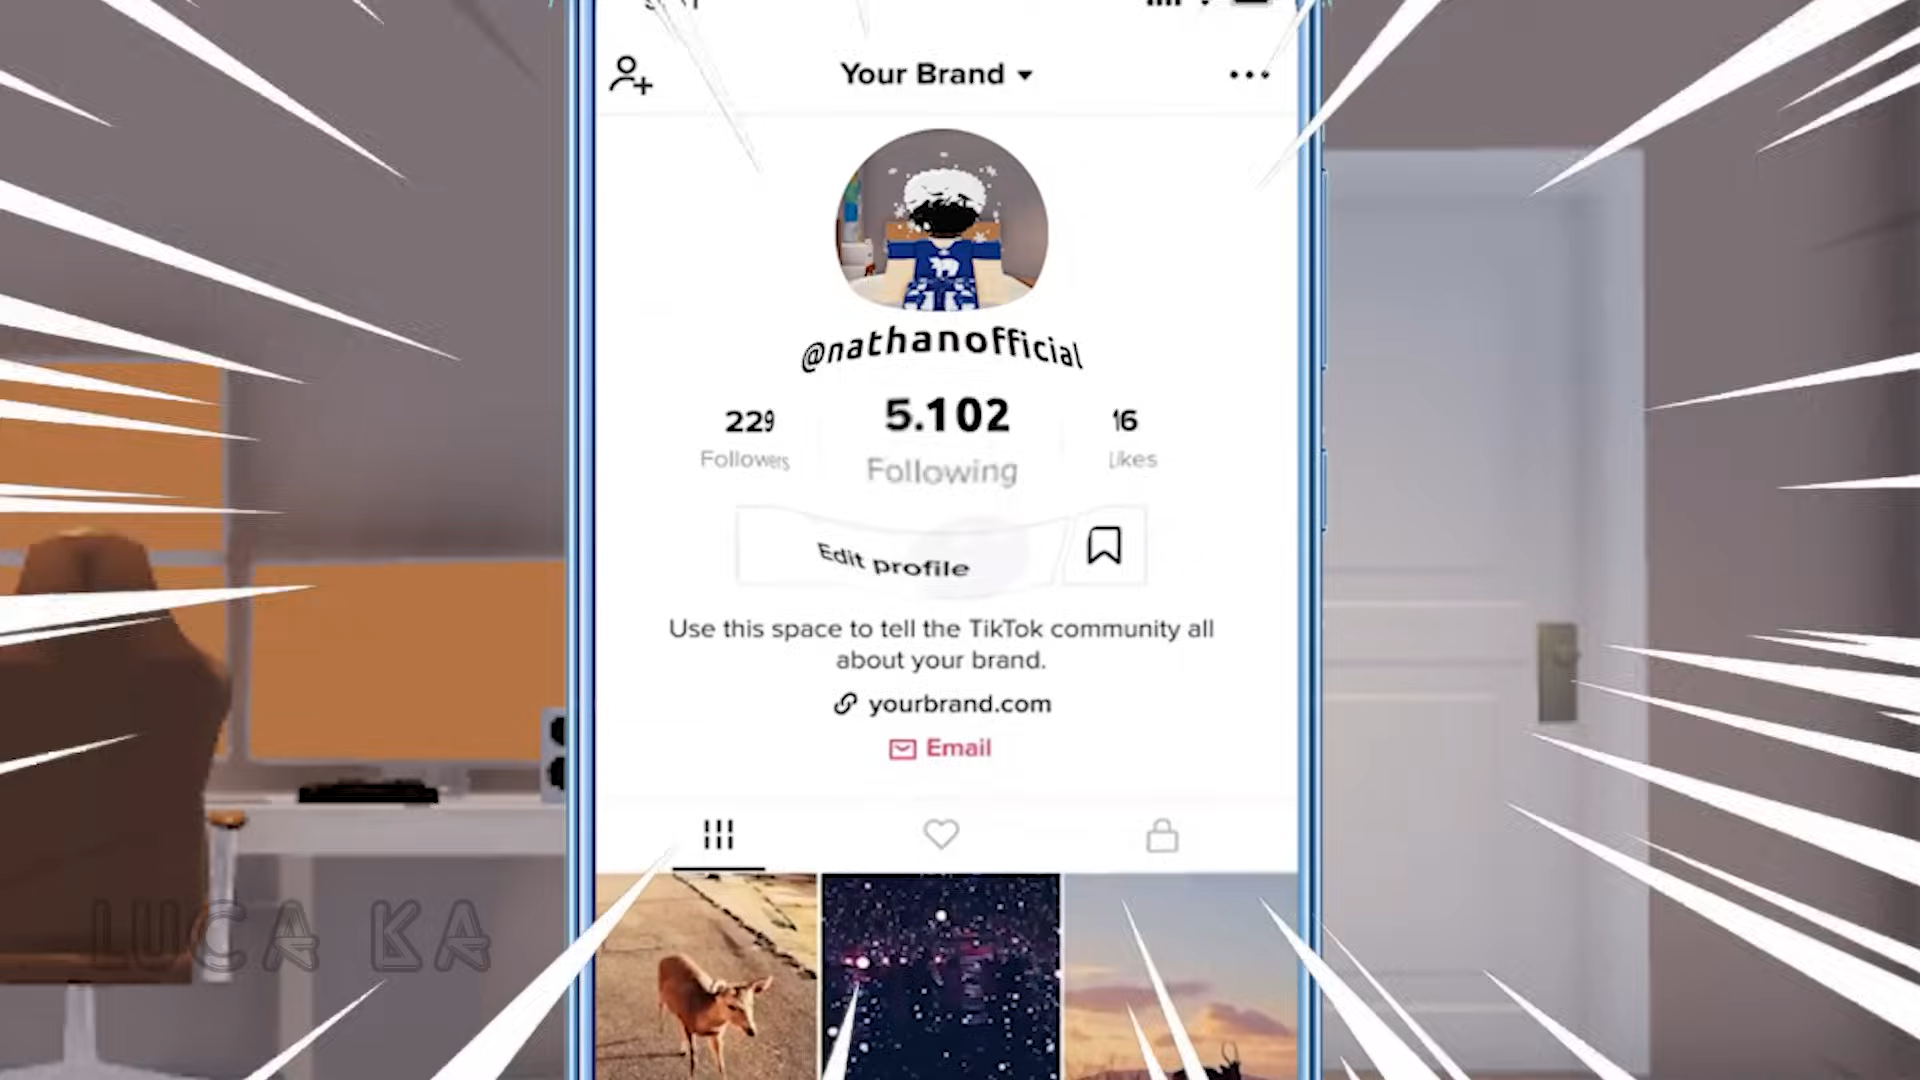 Your Brand
@nathanofficial
229 5.102 16
Followers Following Likes
Edit profile
Use this space to tell the TikTok community all
about your brand.
yourbrand.com
Email
LUCA KA